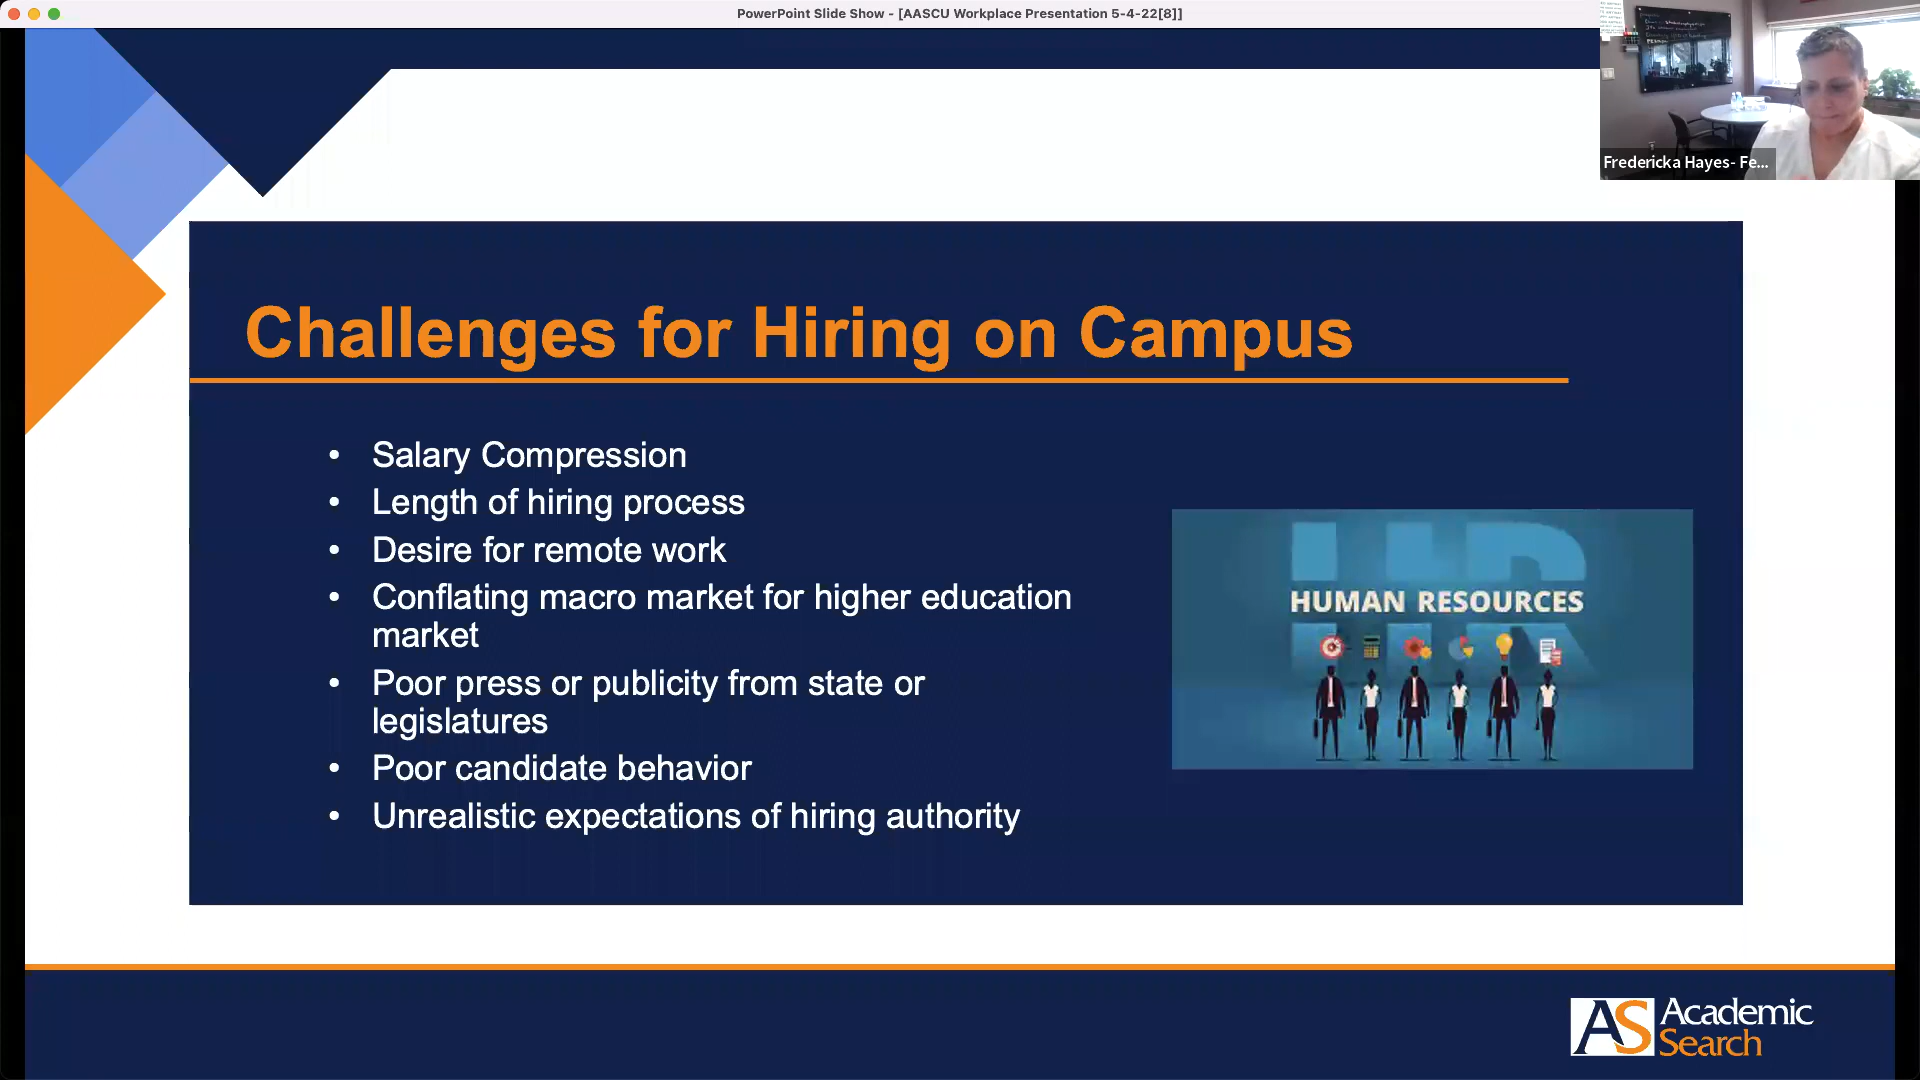 PowerPoint Slide Show - [AASCU Workplace Presentation 5-4-22[8]]
Fredericka Hayes- Fe...
Challenges for Hiring on Campus
• Salary Compression
• Length of hiring process
• Desire for remote work
• Conflating macro market for higher education
market
• Poor press or publicity from state or
legislatures
• Poor candidate behavior
• Unrealistic expectations of hiring authority
HR
HUMAN RESOURCES
AS Academic
Search